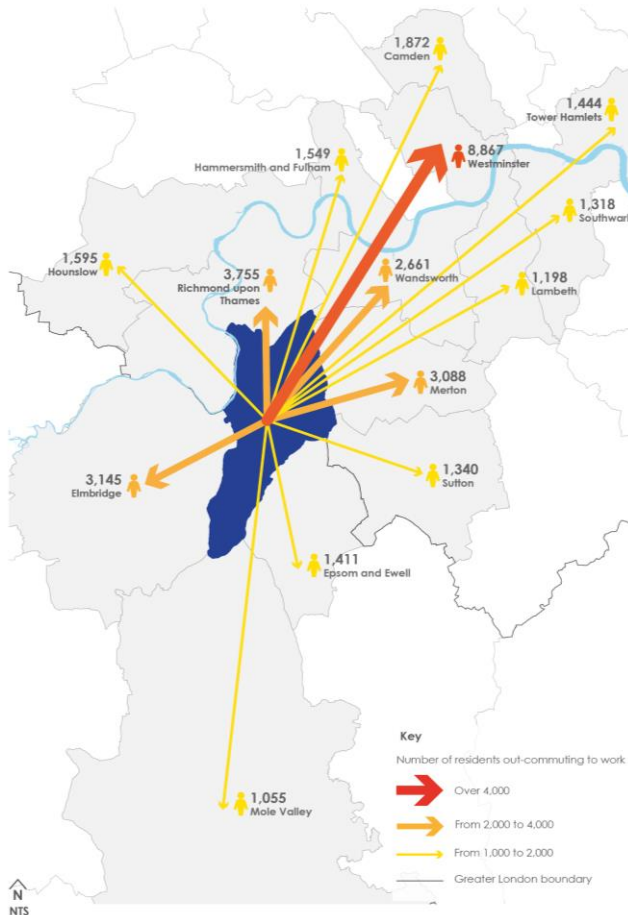 1,872
Camden
1,444
Tower Hamlets
8,867
Westminster
1,549
Hammersmith and Fulham
1,318
Southwark
1,595
Hounslow
3,755
Richmond upon
Thames
2,661
Wandsworth
1,198
Lambeth
3,088
Merton
3,145
Elmbridge
1,340
Sutton
1,411
Epsom and Ewell
1,055
Mole Valley
Key
Number of residents out-commuting to work
Over 4,000
From 2,000 to 4,000
From 1,000 to 2,000
Greater London boundary
N
NTS